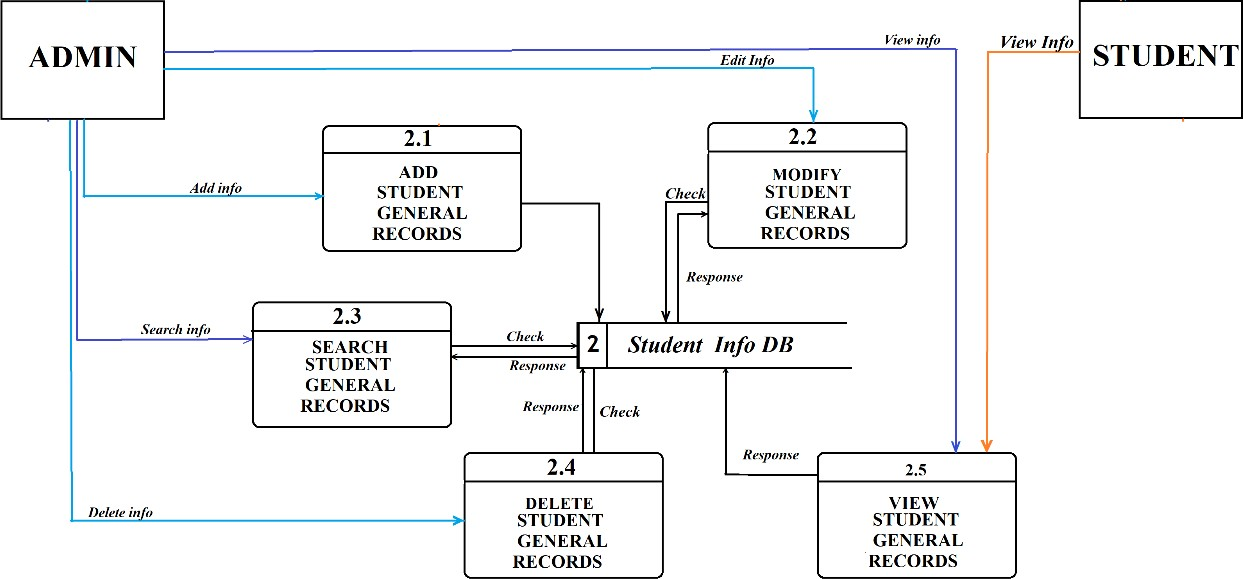 ADMIN
View info
View Info
STUDENT
Edit Info
2.1
ADD
STUDENT
GENERAL
RECORDS
2.2
MODIFY
STUDENT
GENERAL
RECORDS
Add info
Check
Response
2.3
SEARCH
STUDENT
GENERAL
RECORDS
Search info
Check
Response
2
Student Info DB
Response
Check
2.4
DELETE
STUDENT
GENERAL
RECORDS
Delete info
Response
2.5
VIEW
STUDENT
GENERAL
RECORDS